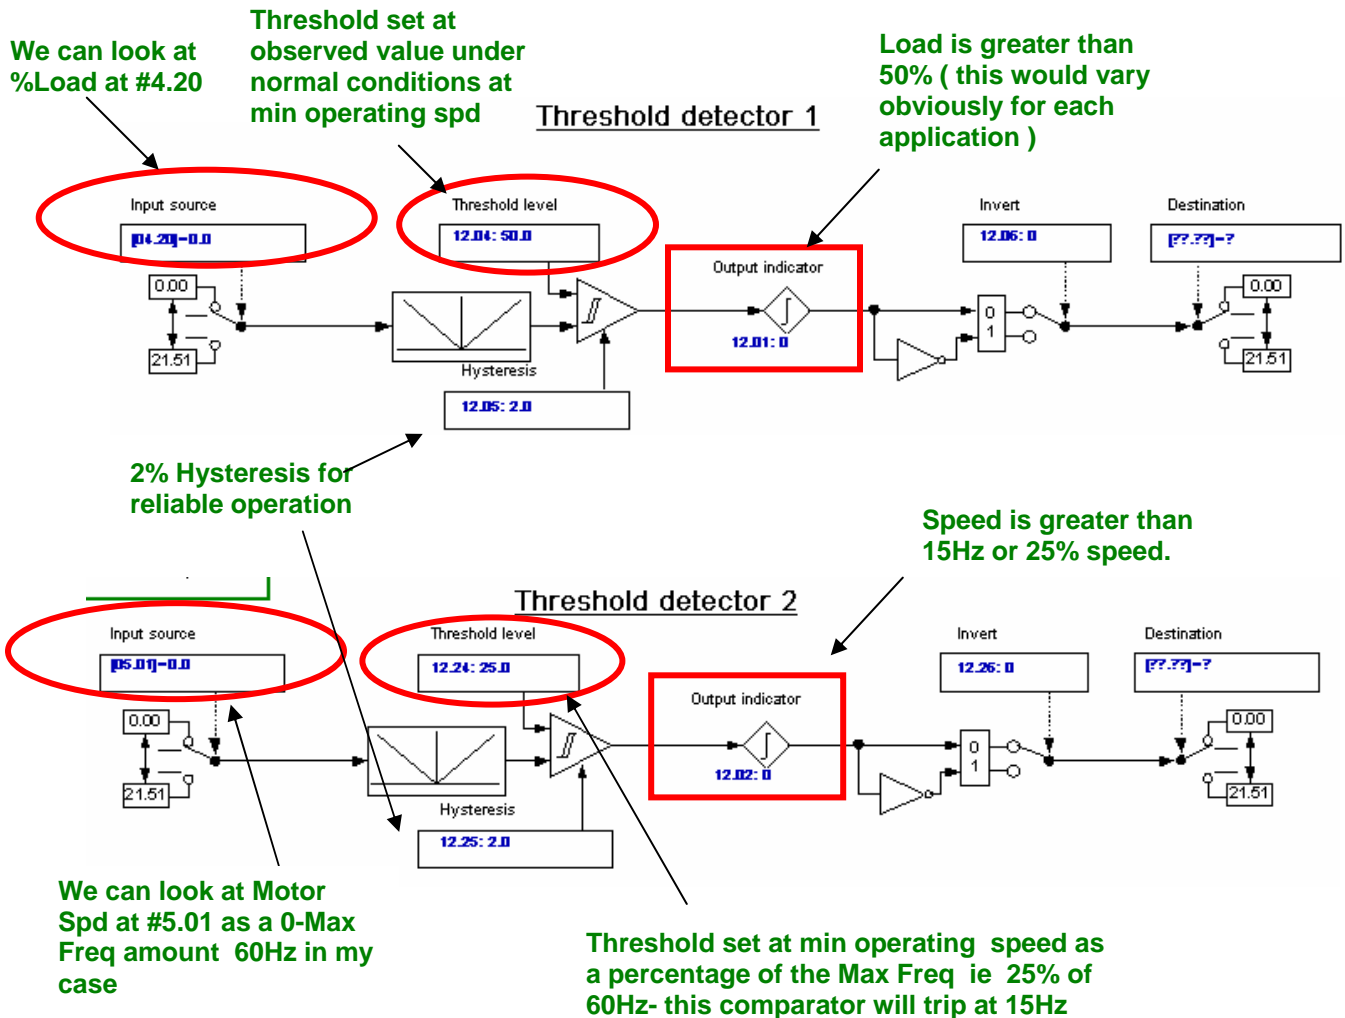 We can look at
%Load at #4.20
Threshold set at
observed value under
normal conditions at
min operating spd
Load is greater than
50% ( this would vary
obviously for each
application )
Threshold detector 1
Input source
[04.20]=0.0
0.00
21.51
Threshold level
12.04: 50.0
Hysteresis
12.05: 2.0
Output indicator
12.01: 0
Invert
12.06: 0
0
1
Destination
[??.??]=?
0.00
21.51
2% Hysteresis for
reliable operation
Speed is greater than
15Hz or 25% speed.
Threshold detector 2
Input source
[05.01]=0.0
0.00
21.51
Threshold level
12.24: 25.0
Hysteresis
12.25: 2.0
Output indicator
12.02: 0
Invert
12.26: 0
0
1
Destination
[??.??]=?
0.00
21.51
We can look at Motor
Spd at #5.01 as a 0-Max
Freq amount 60Hz in my
case
Threshold set at min operating speed as
a percentage of the Max Freq ie 25% of
60Hz- this comparator will trip at 15Hz